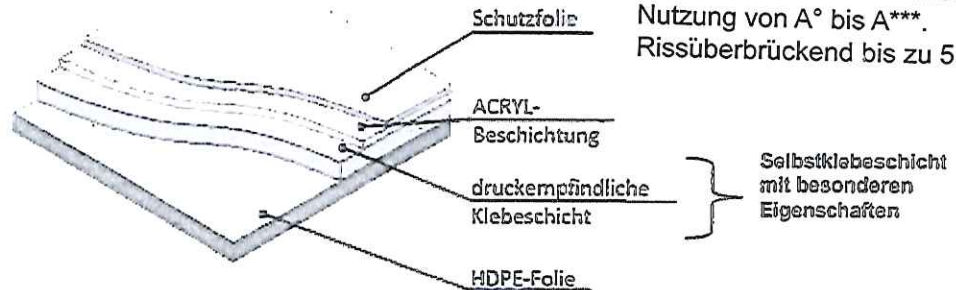 Schutzfolie
Nutzung von A° bis A***.
Rissüberbrückend bis zu 5
ACRYL-
Beschichtung
druckempfindliche
Klebeschicht
Selbstklebeschicht
mit besonderen
Eigenschaften
HDPE-Folie